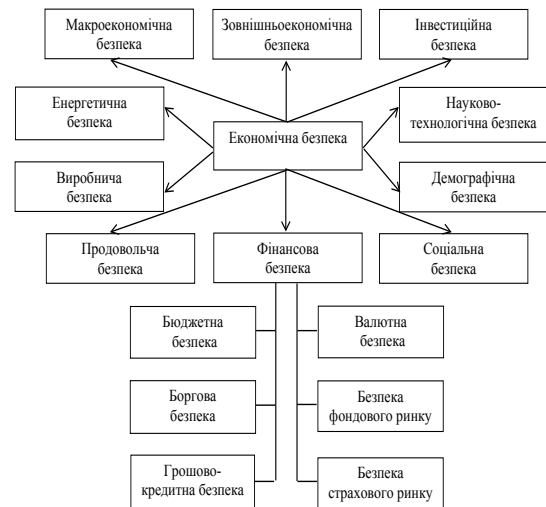 Макроекономічна
безпека
Зовнішньоекономічна
безпека
Інвестиційна
безпека
Енергетична
безпека
Економічна безпека
Науково-
технологічна безпека
Виробнича
безпека
Демографічна
безпека
Продовольча
безпека
Фінансова
безпека
Соціальна
безпека
Бюджетна
безпека
Валютна
безпека
Боргова
безпека
Безпека
фондового ринку
Грошово-
кредитна безпека
Безпека
страхового ринку